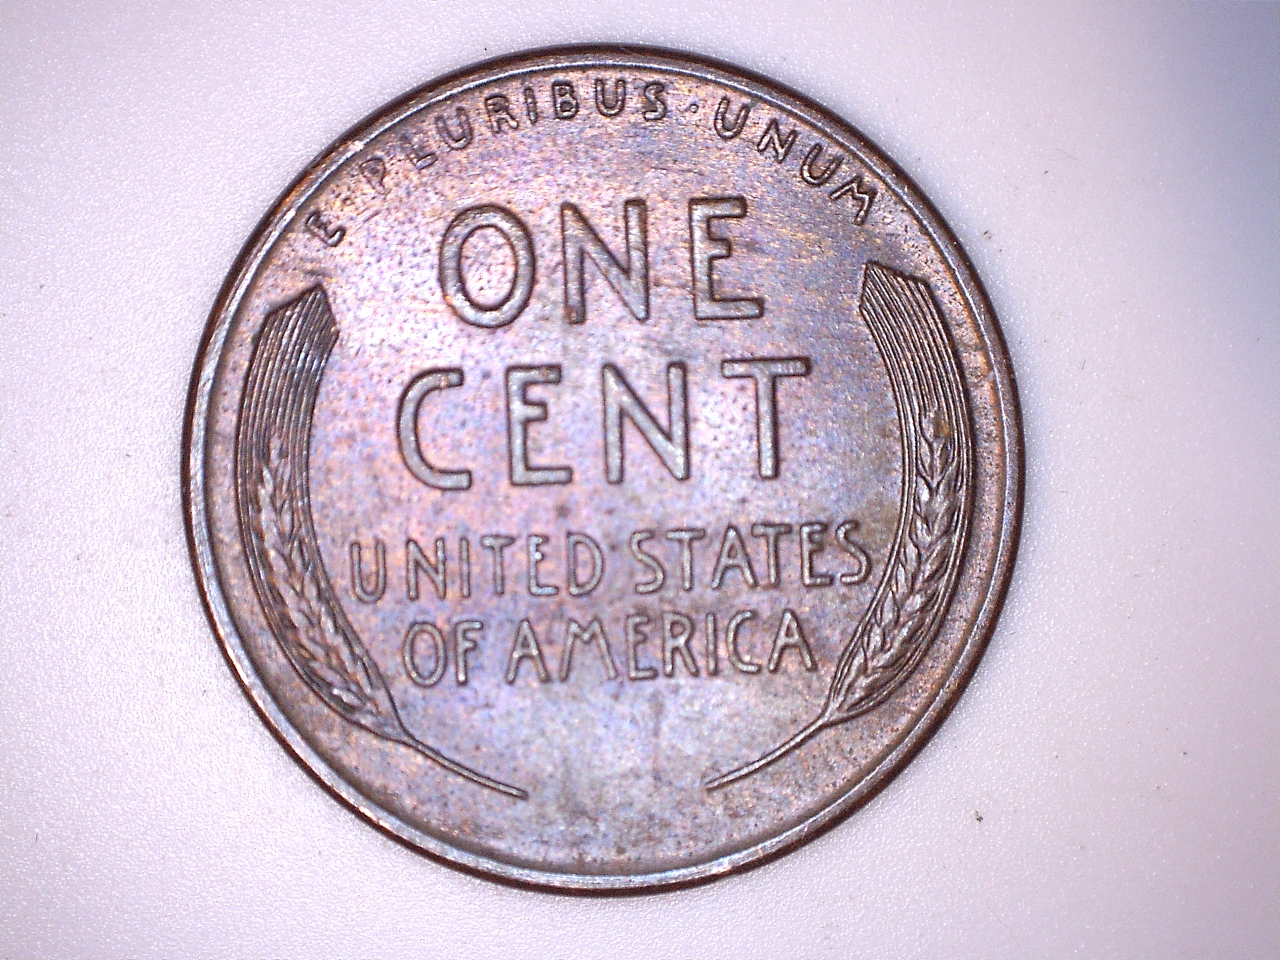 E · PLURIBUS · UNUM ·
ONE
CENT
UNITED STATES
OF AMERICA